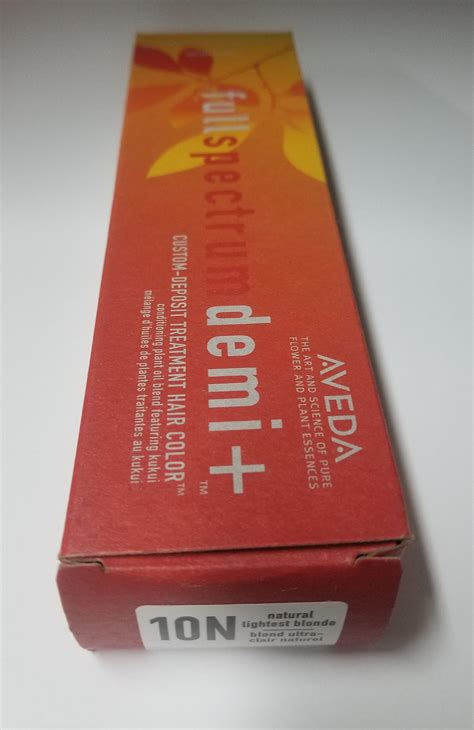 full spectrum demi+™
CUSTOM-DEPOSIT TREATMENT HAIR COLOR™
conditioning plant oil blend featuring kukui
mélange d'huiles de plantes traitantes au kukui
AVEDA
THE ART AND SCIENCE OF PURE
FLOWER AND PLANT ESSENCES
10N
natural
lightest blonde
blond ultra-
clair naturel